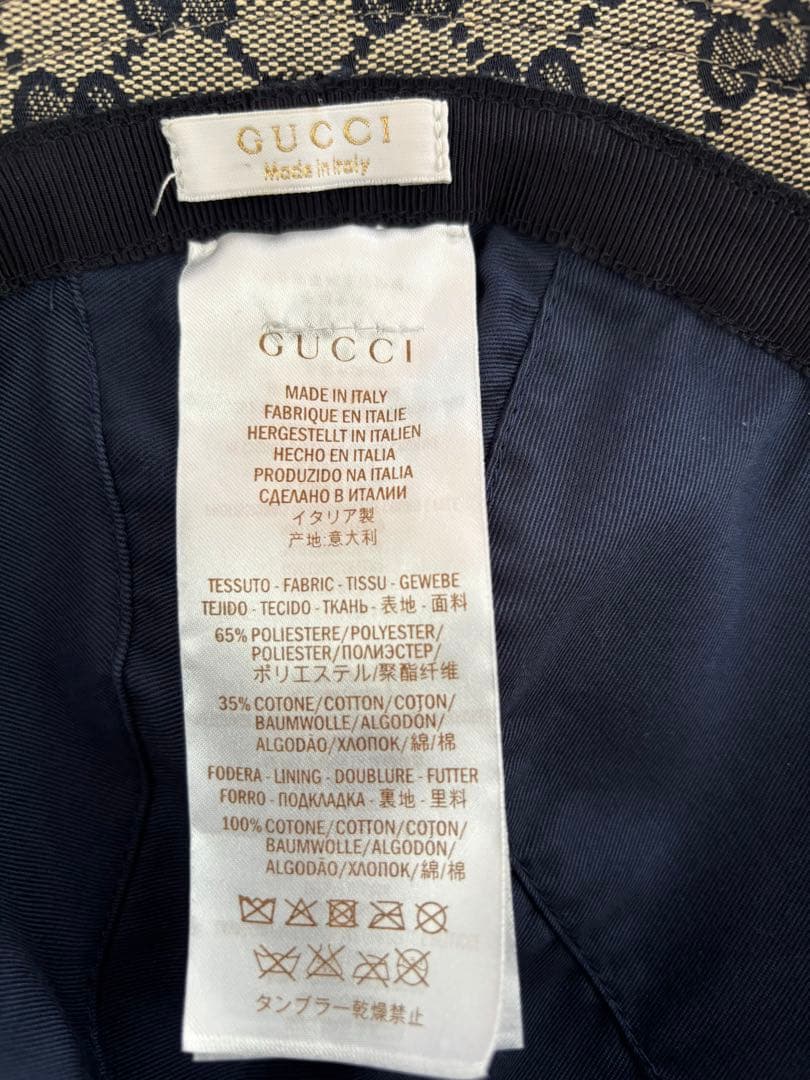 GUCCI
Made in Italy
GUCCI
MADE IN ITALY
FABRIQUE EN ITALIE
HERGESTELLT IN ITALIEN
HECHO EN ITALIA
PRODUZIDO NA ITALIA
СДЕЛАНО В ИТАЛИИ
イタリア製
产地:意大利
TESSUTO - FABRIC - TISSU - GEWEBE
TEJIDO - TECIDO - ТКАНЬ - 表地 - 面料
65% POLIESTERE/POLYESTER/
POLIESTER/ПОЛИЭСТЕР/
ポリエステル/聚酯纤维
35% COTONE/COTTON/COTON/
BAUMWOLLE/ALGODÓN/
ALGODÃO/ХЛОПОК/綿/棉
FODERA - LINING - DOUBLURE - FUTTER
FORRO - ПОДКЛАДКА - 裏地 - 里料
100% COTONE/COTTON/COTON/
BAUMWOLLE/ALGODÓN/
ALGODÃO/ХЛОПОК/綿/棉
タンブラー乾燥禁止